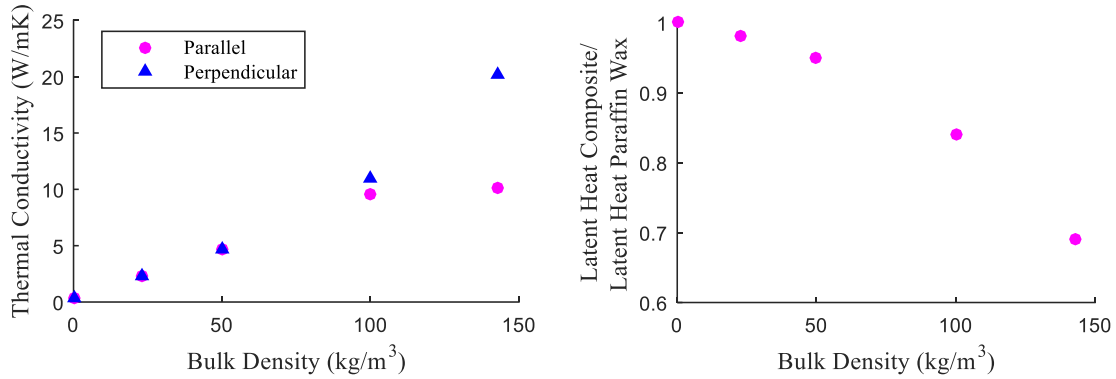 Thermal Conductivity (W/mK)
25
20
15
10
5
0
Parallel
Perpendicular
0 50 100 150
Bulk Density (kg/m³)
Latent Heat Composite/
Latent Heat Paraffin Wax
1
0.9
0.8
0.7
0.6
0 50 100 150
Bulk Density (kg/m³)